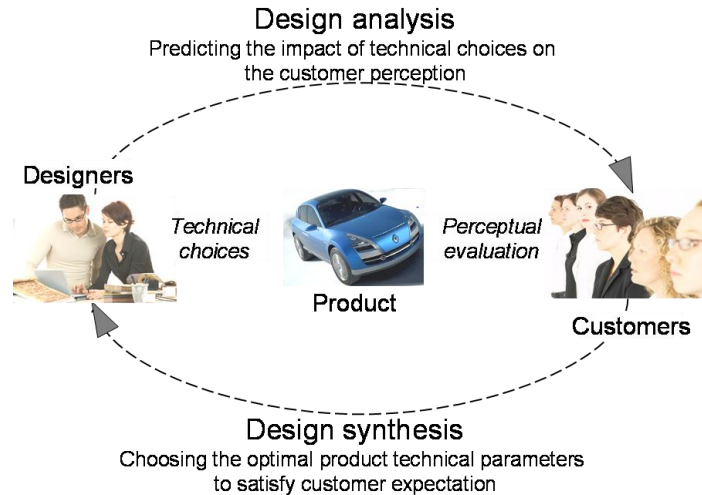 Design analysis
Predicting the impact of technical choices on
the customer perception
Designers
Technical
choices
Perceptual
evaluation
Product
Customers
Design synthesis
Choosing the optimal product technical parameters
to satisfy customer expectation